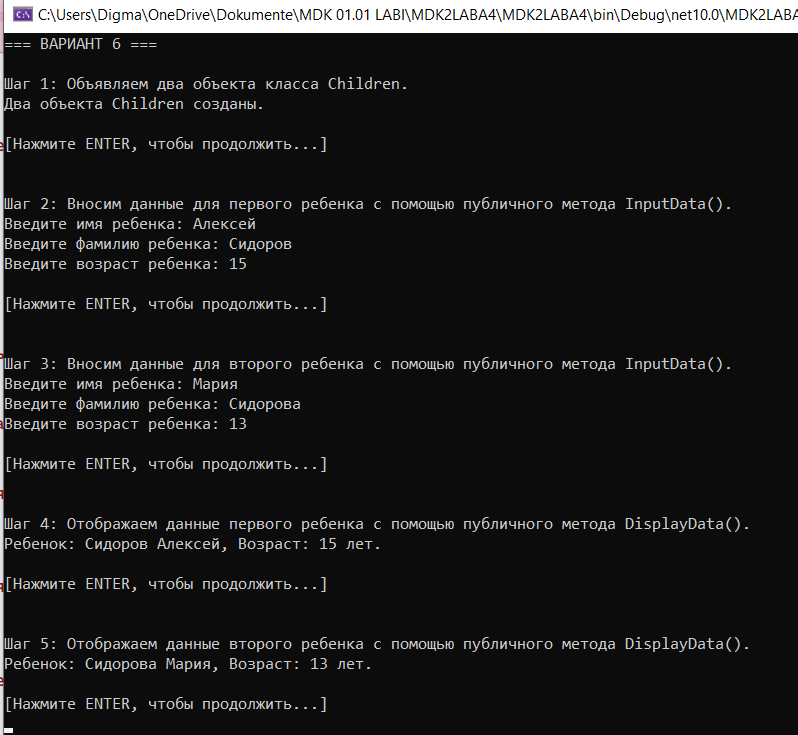 C:\Users\Digma\OneDrive\Dokumente\MDK 01.01 LABI\MDK2LABA4\MDK2LABA4\bin\Debug\net10.0\MDK2LABA
=== ВАРИАНТ 6 ===
Шаг 1: Объявляем два объекта класса Children.
Два объекта Children созданы.
[Нажмите ENTER, чтобы продолжить...]
Шаг 2: Вносим данные для первого ребенка с помощью публичного метода InputData().
Введите имя ребенка: Алексей
Введите фамилию ребенка: Сидоров
Введите возраст ребенка: 15
[Нажмите ENTER, чтобы продолжить...]
Шаг 3: Вносим данные для второго ребенка с помощью публичного метода InputData().
Введите имя ребенка: Мария
Введите фамилию ребенка: Сидорова
Введите возраст ребенка: 13
[Нажмите ENTER, чтобы продолжить...]
Шаг 4: Отображаем данные первого ребенка с помощью публичного метода DisplayData().
Ребенок: Сидоров Алексей, Возраст: 15 лет.
[Нажмите ENTER, чтобы продолжить...]
Шаг 5: Отображаем данные второго ребенка с помощью публичного метода DisplayData().
Ребенок: Сидорова Мария, Возраст: 13 лет.
[Нажмите ENTER, чтобы продолжить...]